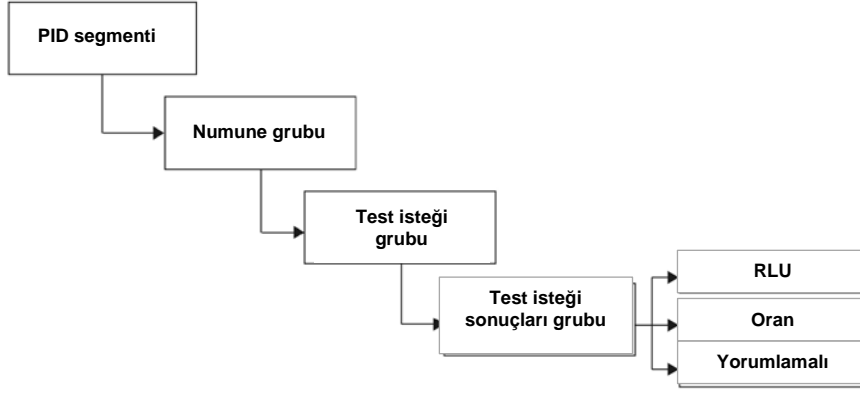 PID segmenti
Numune grubu
Test isteği
grubu
Test isteği
sonuçları grubu
RLU
Oran
Yorumlamalı